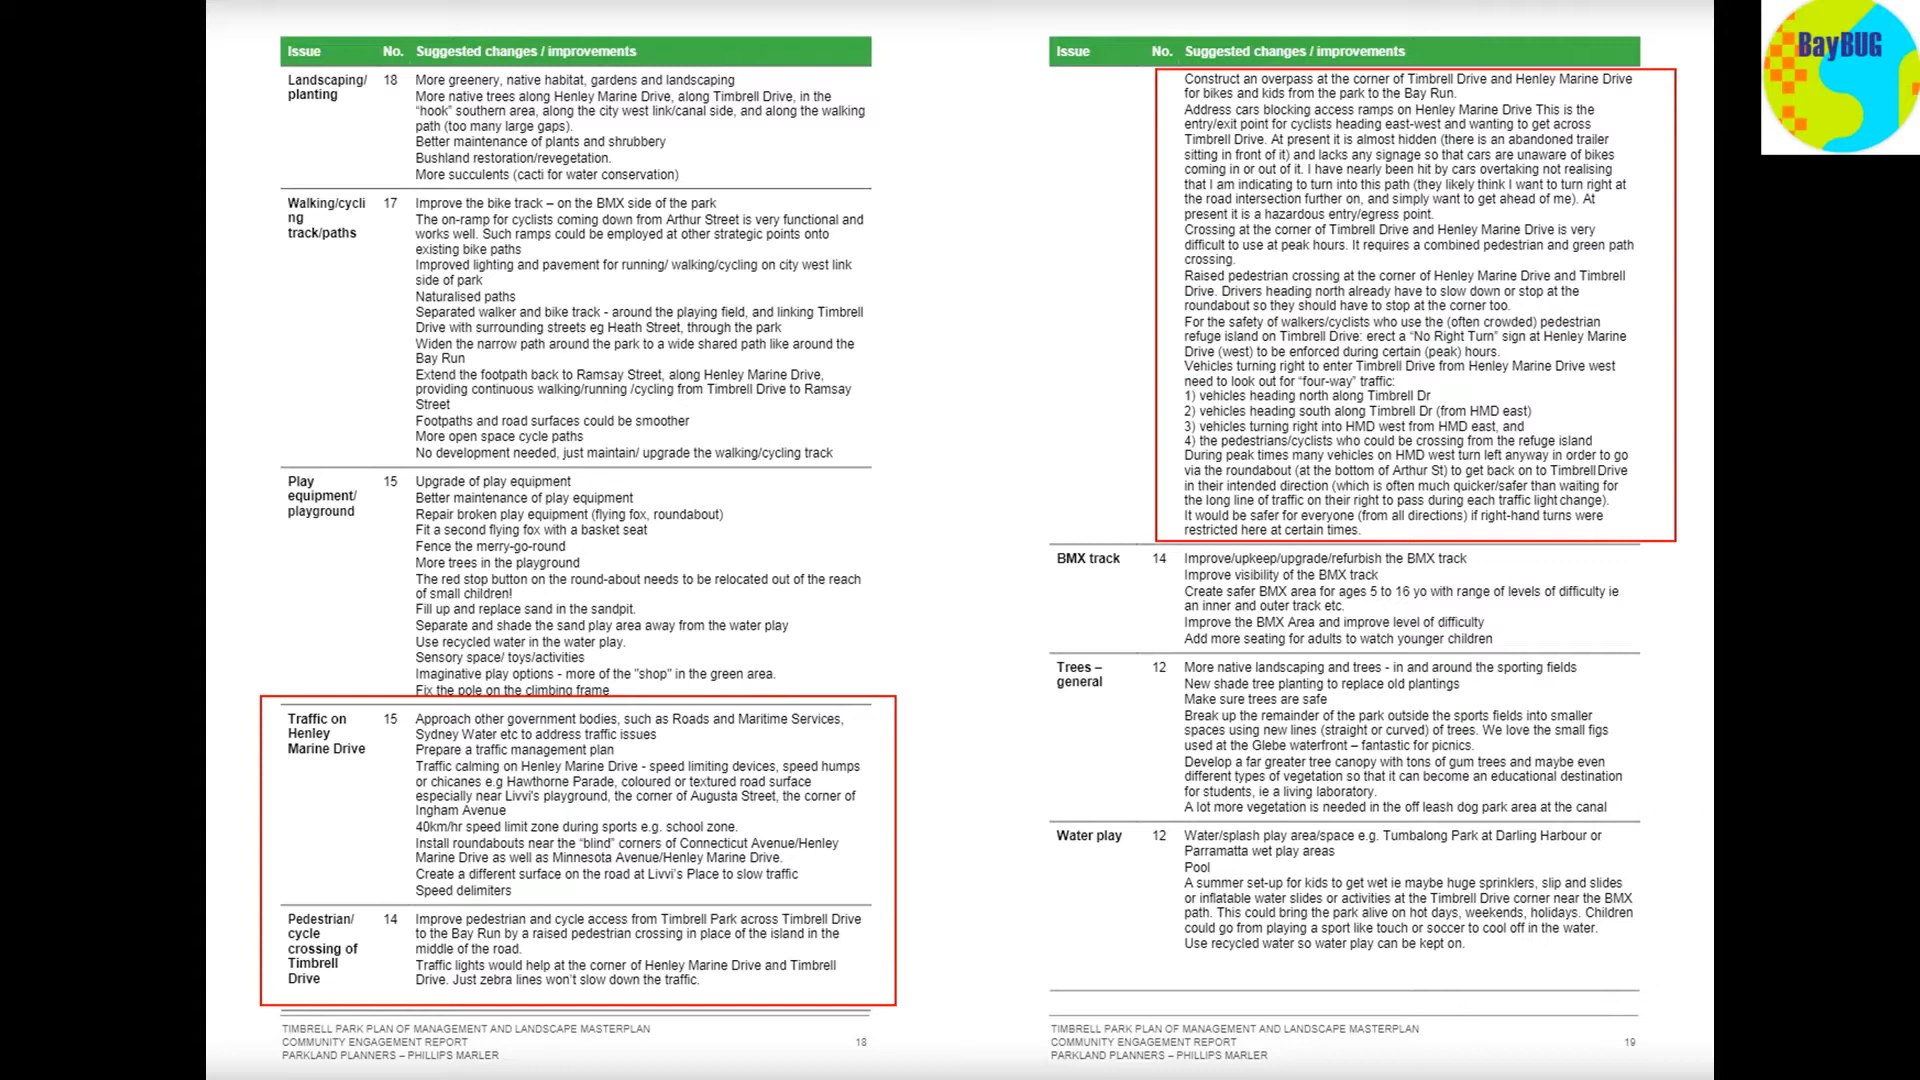 Issue No. Suggested changes / improvements
Landscaping/ 18 More greenery, native habitat, gardens and landscaping
planting More native trees along Henley Marine Drive, along Timbrell Drive, in the
“hook” southern area, along the city west link/canal side, and along the walking
path (too many large gaps).
Better maintenance of plants and shrubbery
Bushland restoration/revegetation.
More succulents (cacti for water conservation)
Walking/cycli 17 Improve the bike track – on the BMX side of the park
ng The on-ramp for cyclists coming down from Arthur Street is very functional and
track/paths works well. Such ramps could be employed at other strategic points onto
existing bike paths
Improved lighting and pavement for running/ walking/cycling on city west link
side of park
Naturalised paths
Separated walker and bike track - around the playing field, and linking Timbrell
Drive with surrounding streets eg Heath Street, through the park
Widen the narrow path around the park to a wide shared path like around the
Bay Run
Extend the footpath back to Ramsay Street, along Henley Marine Drive,
providing continuous walking/running /cycling from Timbrell Drive to Ramsay
Street
Footpaths and road surfaces could be smoother
More open space cycle paths
No development needed, just maintain/ upgrade the walking/cycling track
Play 15 Upgrade of play equipment
equipment/ Better maintenance of play equipment
playground Repair broken play equipment (flying fox, roundabout)
Fit a second flying fox with a basket seat
Fence the merry-go-round
More trees in the playground
The red stop button on the round-about needs to be relocated out of the reach
of small children!
Fill up and replace sand in the sandpit.
Separate and shade the sand play area away from the water play
Use recycled water in the water play.
Sensory space/ toys/activities
Imaginative play options - more of the "shop" in the green area.
Fix the pole on the climbing frame
Traffic on 15 Approach other government bodies, such as Roads and Maritime Services,
Henley Sydney Water etc to address traffic issues
Marine Drive Prepare a traffic management plan
Traffic calming on Henley Marine Drive - speed limiting devices, speed humps
or chicanes e.g Hawthorne Parade, coloured or textured road surface
especially near Livvi's playground, the corner of Augusta Street, the corner of
Ingham Avenue
40km/hr speed limit zone during sports e.g. school zone.
Install roundabouts near the “blind” corners of Connecticut Avenue/Henley
Marine Drive as well as Minnesota Avenue/Henley Marine Drive.
Create a different surface on the road at Livvi's Place to slow traffic
Speed delimiters
Pedestrian/ 14 Improve pedestrian and cycle access from Timbrell Park across Timbrell Drive
cycle to the Bay Run by a raised pedestrian crossing in place of the island in the
crossing of middle of the road.
Timbrell Traffic lights would help at the corner of Henley Marine Drive and Timbrell
Drive Drive. Just zebra lines won't slow down the traffic.
TIMBRELL PARK PLAN OF MANAGEMENT AND LANDSCAPE MASTERPLAN
COMMUNITY ENGAGEMENT REPORT 18
PARKLAND PLANNERS – PHILLIPS MARLER
Issue No. Suggested changes / improvements
Construct an overpass at the corner of Timbrell Drive and Henley Marine Drive
for bikes and kids from the park to the Bay Run.
Address cars blocking access ramps on Henley Marine Drive This is the
entry/exit point for cyclists heading east-west and wanting to get across
Timbrell Drive. At present it is almost hidden (there is an abandoned trailer
sitting in front of it) and lacks any signage so that cars are unaware of bikes
coming in or out of it. I have nearly been hit by cars overtaking not realising
that I am indicating to turn into this path (they likely think I want to turn right at
the road intersection further on, and simply want to get ahead of me). At
present it is a hazardous entry/egress point.
Crossing at the corner of Timbrell Drive and Henley Marine Drive is very
difficult to use at peak hours. It requires a combined pedestrian and green path
crossing.
Raised pedestrian crossing at the corner of Henley Marine Drive and Timbrell
Drive. Drivers heading north already have to slow down or stop at the
roundabout so they should have to stop at the corner too.
For the safety of walkers/cyclists who use the (often crowded) pedestrian
refuge island on Timbrell Drive: erect a “No Right Turn” sign at Henley Marine
Drive (west) to be enforced during certain (peak) hours.
Vehicles turning right to enter Timbrell Drive from Henley Marine Drive west
need to look out for “four-way” traffic:
1) vehicles heading north along Timbrell Dr
2) vehicles heading south along Timbrell Dr (from HMD east)
3) vehicles turning right into HMD west from HMD east, and
4) the pedestrians/cyclists who could be crossing from the refuge island
During peak times many vehicles on HMD west turn left anyway in order to go
via the roundabout (at the bottom of Arthur St) to get back on to Timbrell Drive
in their intended direction (which is often much quicker/safer than waiting for
the long line of traffic on their right to pass during each traffic light change).
It would be safer for everyone (from all directions) if right-hand turns were
restricted here at certain times.
BMX track 14 Improve/upkeep/upgrade/refurbish the BMX track
Improve visibility of the BMX track
Create safer BMX area for ages 5 to 16 yo with range of levels of difficulty ie
an inner and outer track etc.
Improve the BMX Area and improve level of difficulty
Add more seating for adults to watch younger children
Trees – 12 More native landscaping and trees - in and around the sporting fields
general New shade tree planting to replace old plantings
Make sure trees are safe
Break up the remainder of the park outside the sports fields into smaller
spaces using new lines (straight or curved) of trees. We love the small figs
used at the Glebe waterfront – fantastic for picnics.
Develop a far greater tree canopy with tons of gum trees and maybe even
different types of vegetation so that it can become an educational destination
for students, ie a living laboratory.
A lot more vegetation is needed in the off leash dog park area at the canal
Water play 12 Water/splash play area/space e.g. Tumbalong Park at Darling Harbour or
Parramatta wet play areas
Pool
A summer set-up for kids to get wet ie maybe huge sprinklers, slip and slides
or inflatable water slides or activities at the Timbrell Drive corner near the BMX
path. This could bring the park alive on hot days, weekends, holidays. Children
could go from playing a sport like touch or soccer to cool off in the water.
Use recycled water so water play can be kept on.
TIMBRELL PARK PLAN OF MANAGEMENT AND LANDSCAPE MASTERPLAN
COMMUNITY ENGAGEMENT REPORT 19
PARKLAND PLANNERS – PHILLIPS MARLER
BayBUG